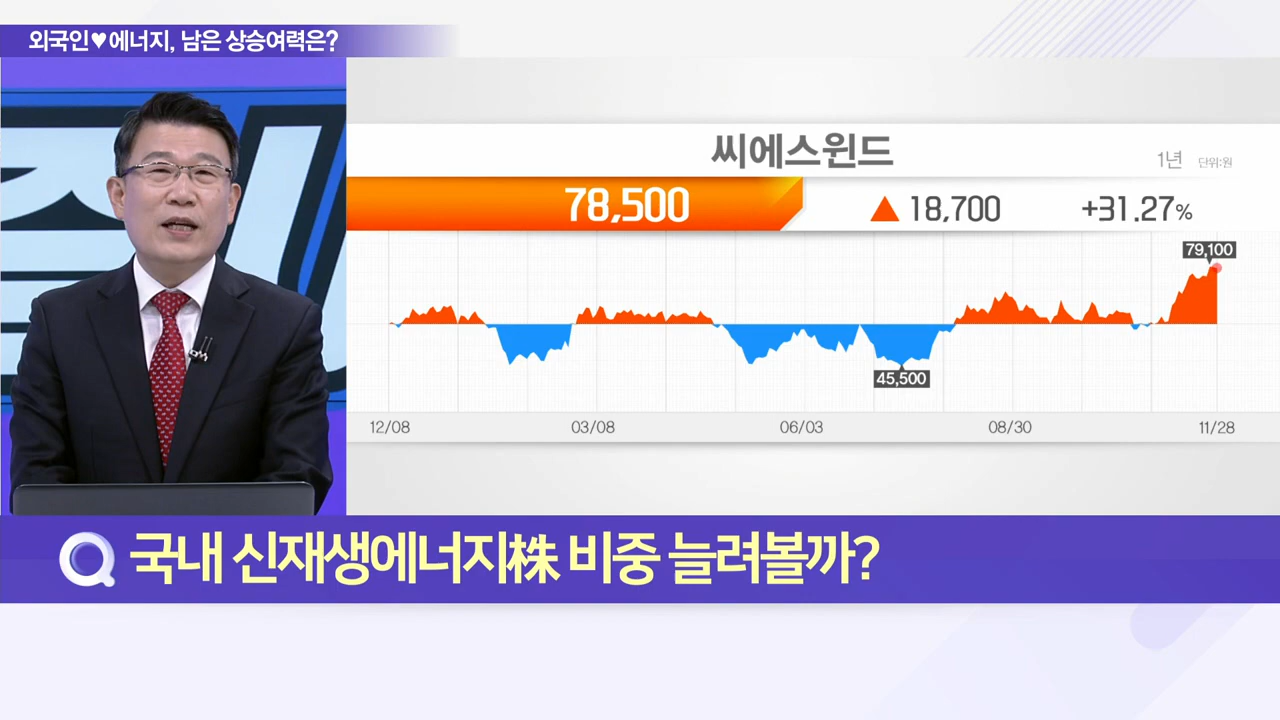 외국인♥에너지, 남은 상승여력은?
씨에스윈드
1년 단위:원
78,500 ▲ 18,700 +31.27%
79,100
45,500
12/08 03/08 06/03 08/30 11/28
Q 국내 신재생에너지株 비중 늘려볼까?